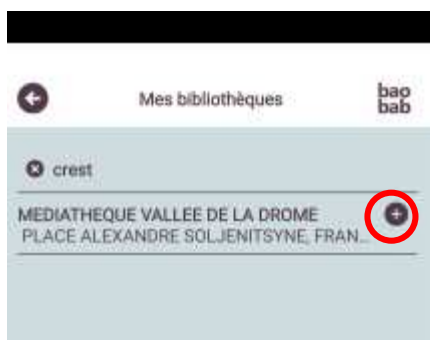 Mes bibliothèques
bao
bab
crest
MEDIATHEQUE VALLEE DE LA DROME
PLACE ALEXANDRE SOLJENITSYNE, FRAN...